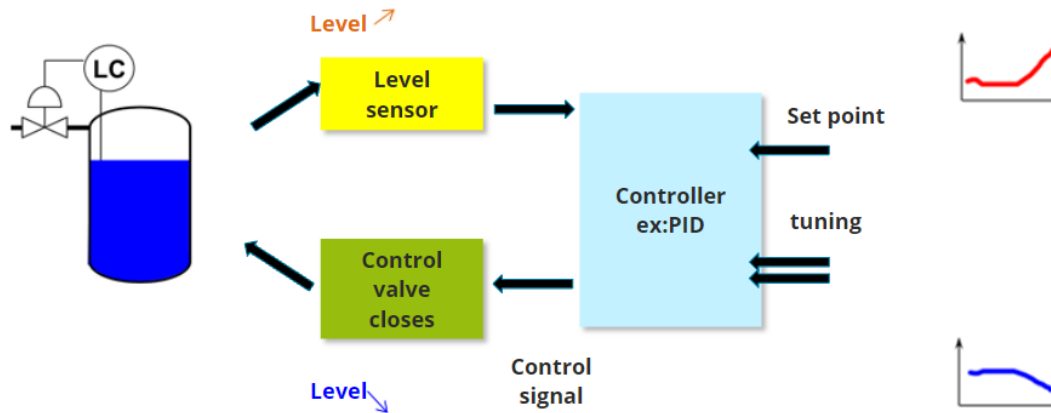 Level
LC
Level
sensor
Set point
Controller
ex:PID
tuning
Control
valve
closes
Control
signal
Level